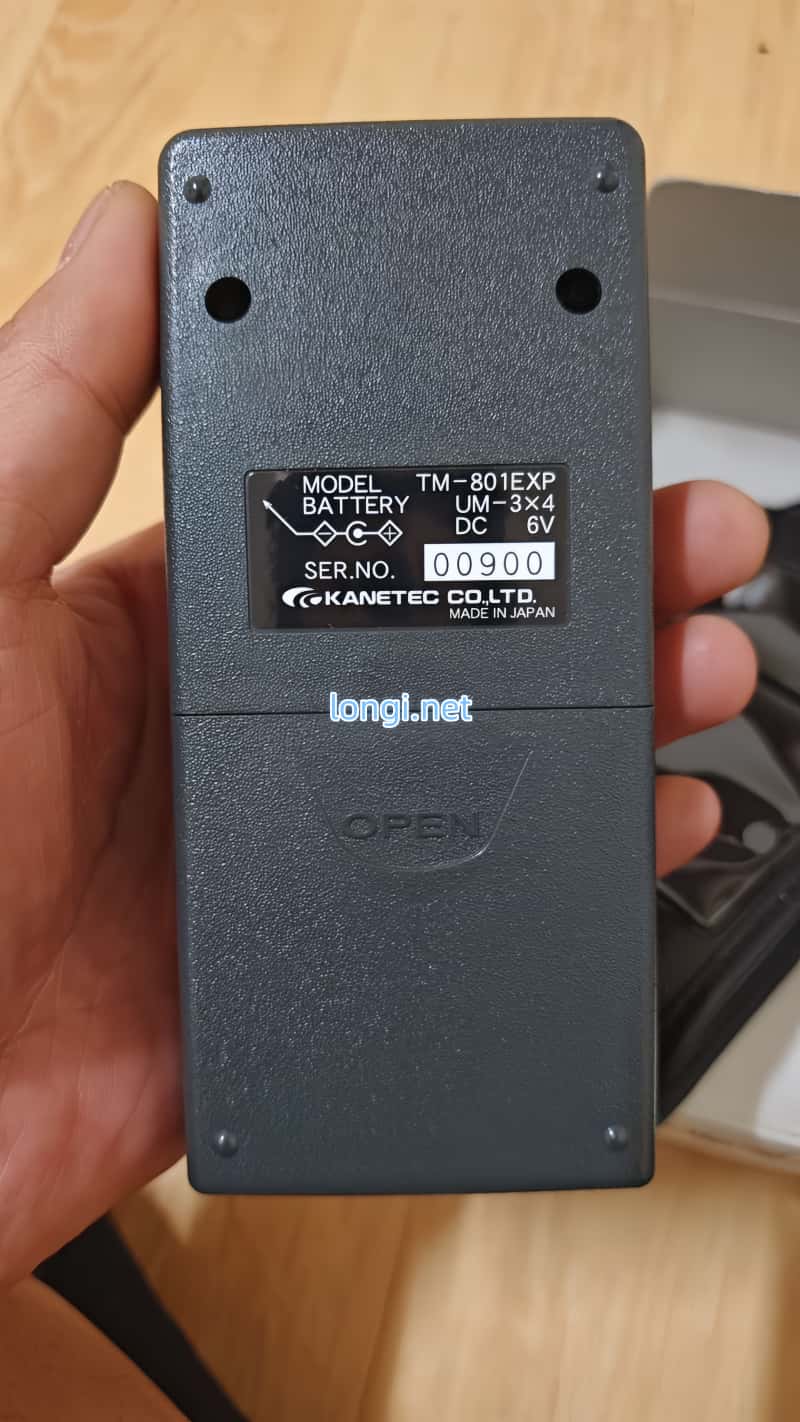 MODEL TM-801EXP
BATTERY UM-3×4
DC 6V
SER.NO. 00900
KANETEC CO.,LTD.
MADE IN JAPAN
longi.net
OPEN